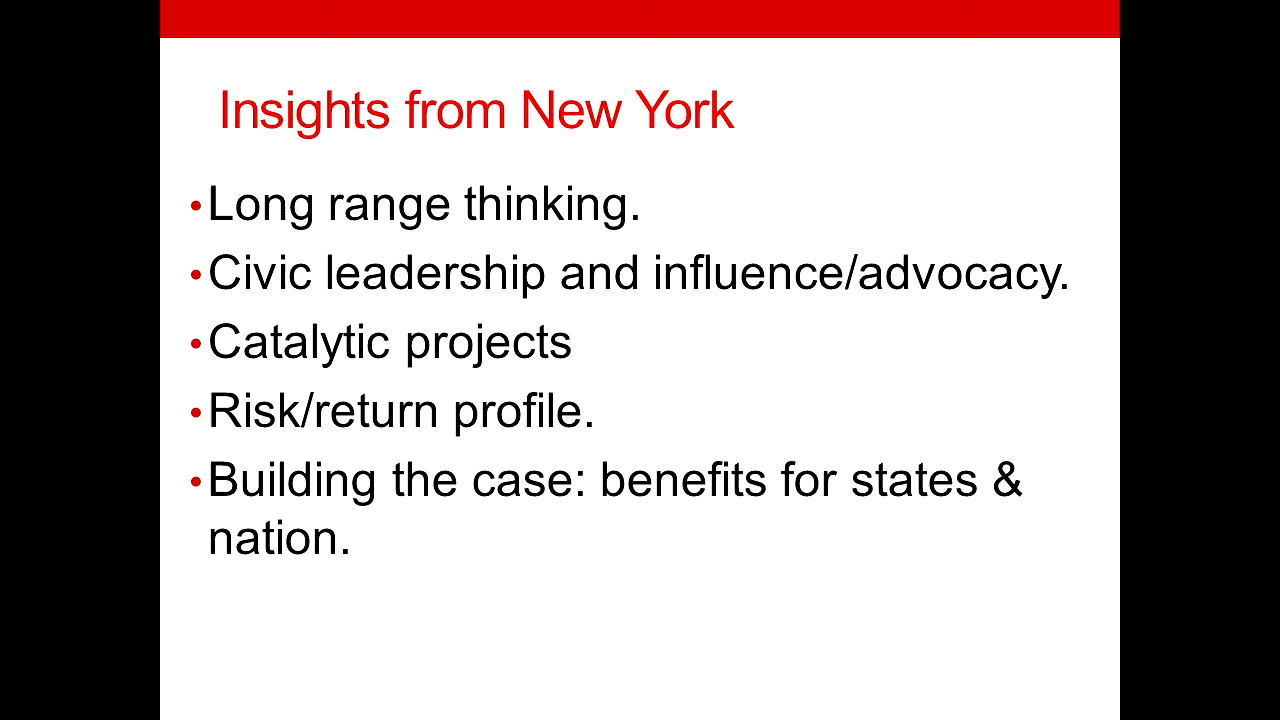 Insights from New York
•Long range thinking.
•Civic leadership and influence/advocacy.
•Catalytic projects
•Risk/return profile.
•Building the case: benefits for states &
nation.